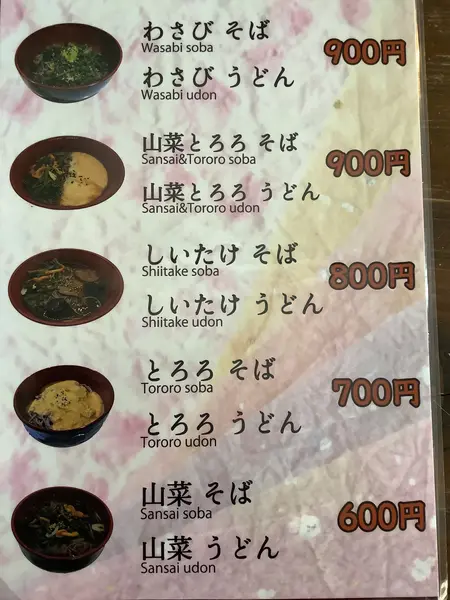 わさび そば
Wasabi soba
900円
わさび うどん
Wasabi udon
山菜とろろ そば
Sansai&Tororo soba
900円
山菜とろろ うどん
Sansai&Tororo udon
しいたけ そば
Shiitake soba
800円
しいたけ うどん
Shiitake udon
とろろ そば
Tororo soba
700円
とろろ うどん
Tororo udon
山菜 そば
Sansai soba
600円
山菜 うどん
Sansai udon